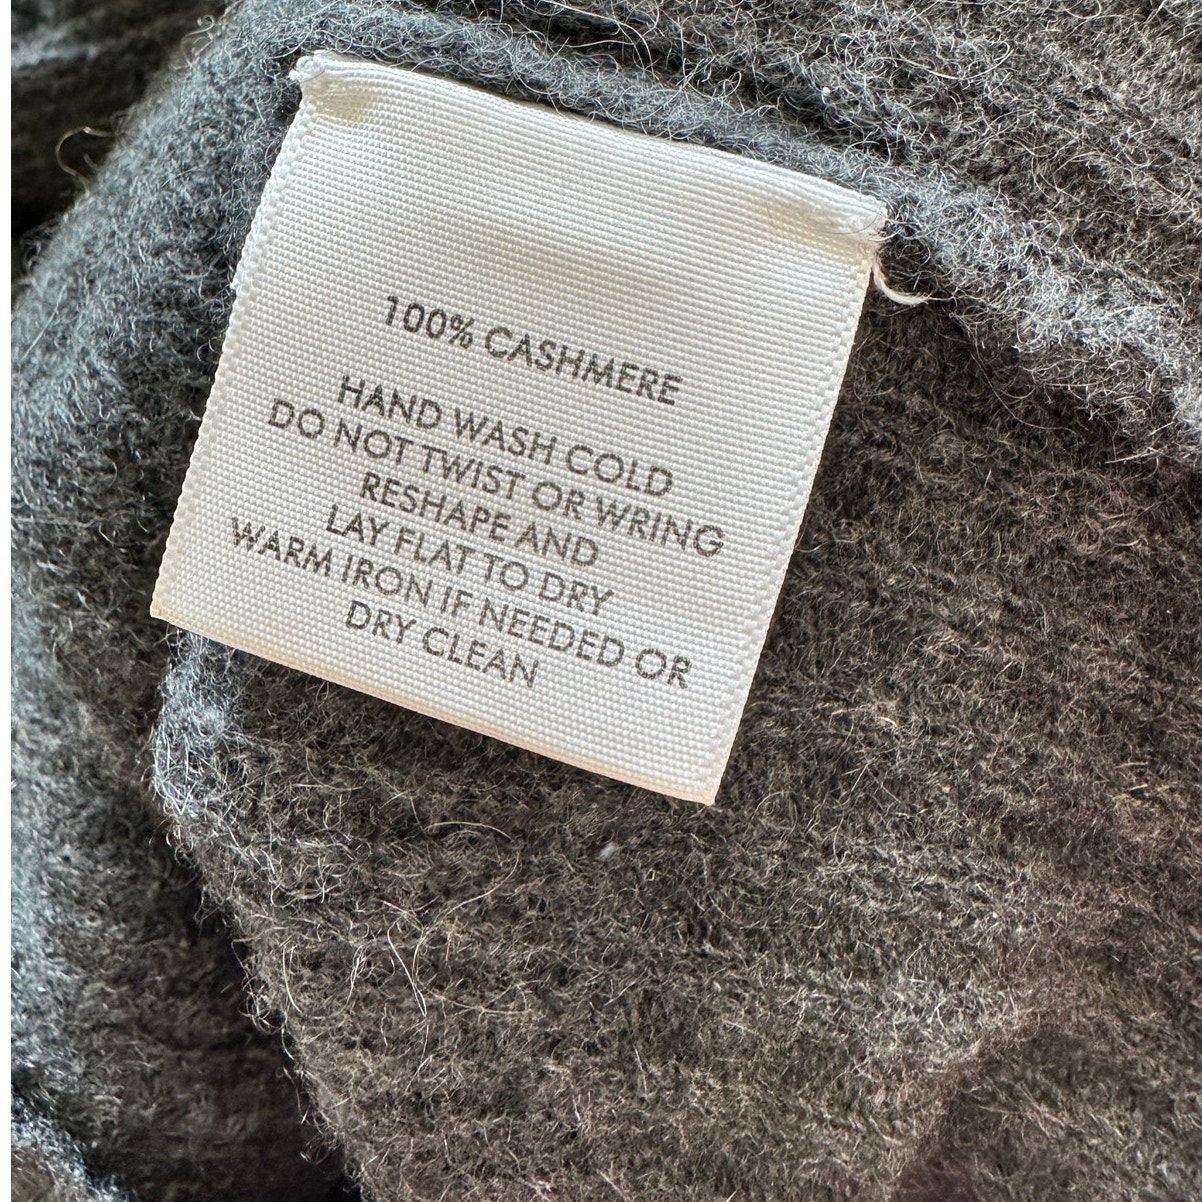 100% CASHMERE
HAND WASH COLD
DO NOT TWIST OR WRING
RESHAPE AND
LAY FLAT TO DRY
WARM IRON IF NEEDED OR
DRY CLEAN